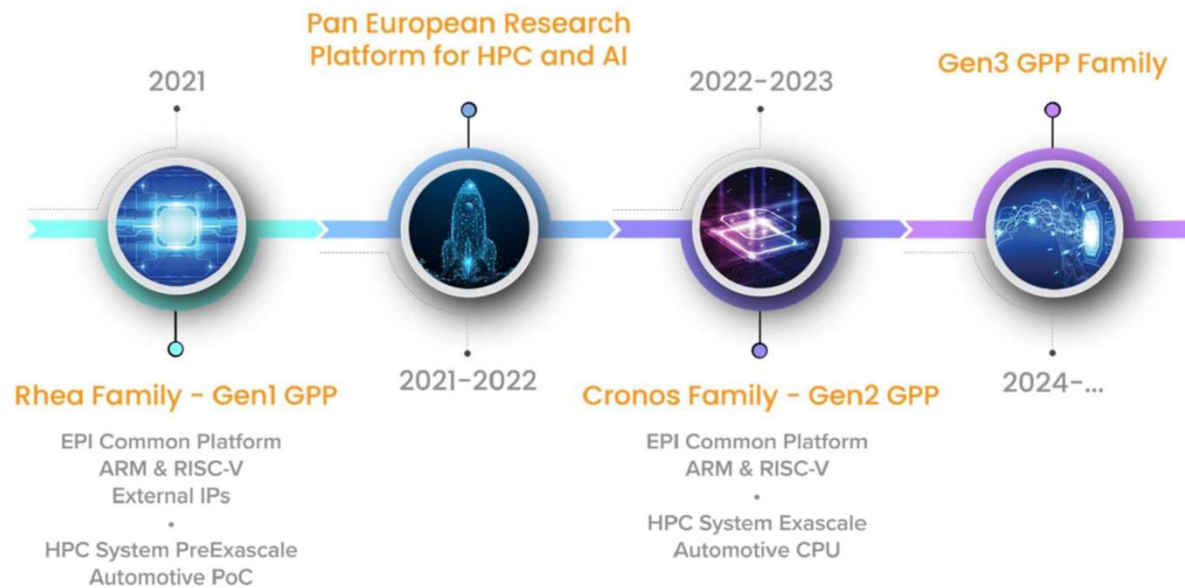 2021
Rhea Family - Gen1 GPP
EPI Common Platform
ARM & RISC-V
External IPs
•
HPC System PreExascale
Automotive PoC
Pan European Research
Platform for HPC and AI
2021-2022
2022-2023
Cronos Family - Gen2 GPP
EPI Common Platform
ARM & RISC-V
•
HPC System Exascale
Automotive CPU
Gen3 GPP Family
2024-...